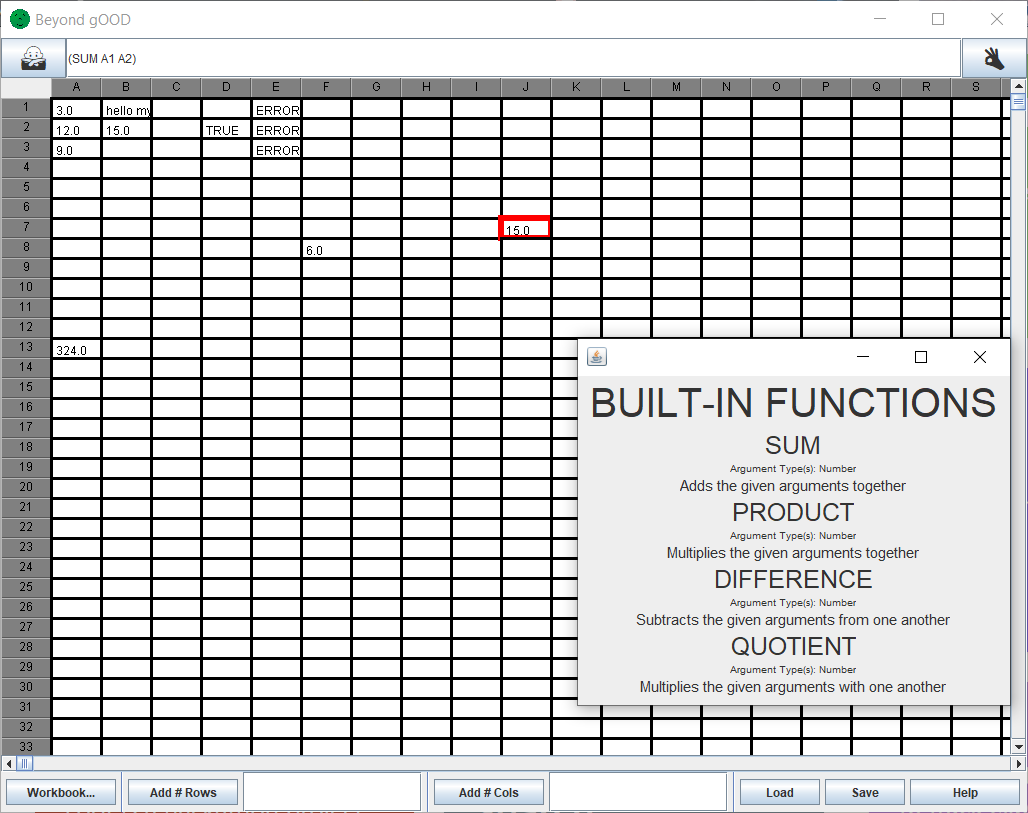 Beyond gOOD
(SUM A1 A2)
A B C D E F G H I J K L M N O P Q R S
1 3.0 hello my ERROR
2 12.0 15.0 TRUE ERROR
3 9.0 ERROR
4
5
6
7 15.0
8 6.0
9
10
11
12
13 324.0
14
15
16
17
18
19
20
21
22
23
24
25
26
27
28
29
30
31
32
33
BUILT-IN FUNCTIONS
SUM
Argument Type(s): Number
Adds the given arguments together
PRODUCT
Argument Type(s): Number
Multiplies the given arguments together
DIFFERENCE
Argument Type(s): Number
Subtracts the given arguments from one another
QUOTIENT
Argument Type(s): Number
Multiplies the given arguments with one another
Workbook... Add # Rows Add # Cols Load Save Help